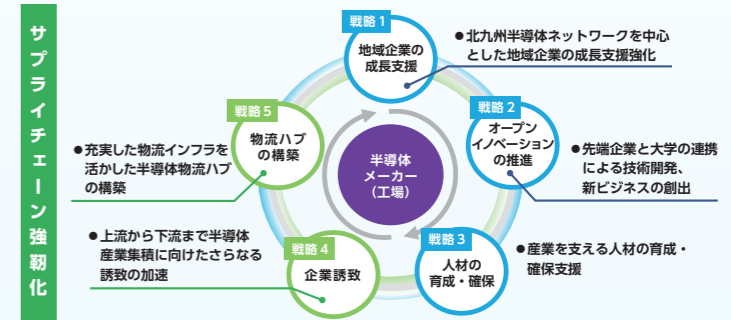 サプライチェーン強靭化
戦略1
地域企業の
成長支援
●北九州半導体ネットワークを中心
とした地域企業の成長支援強化
戦略2
オープン
イノベーション
の推進
●先端企業と大学の連携
による技術開発、
新ビジネスの創出
戦略3
人材の
育成・確保
●産業を支える人材の育成・
確保支援
戦略4
企業誘致
●上流から下流まで半導体
産業集積に向けたさらなる
誘致の加速
戦略5
物流ハブ
の構築
●充実した物流インフラを
活かした半導体物流ハブ
の構築
半導体
メーカー
（工場）